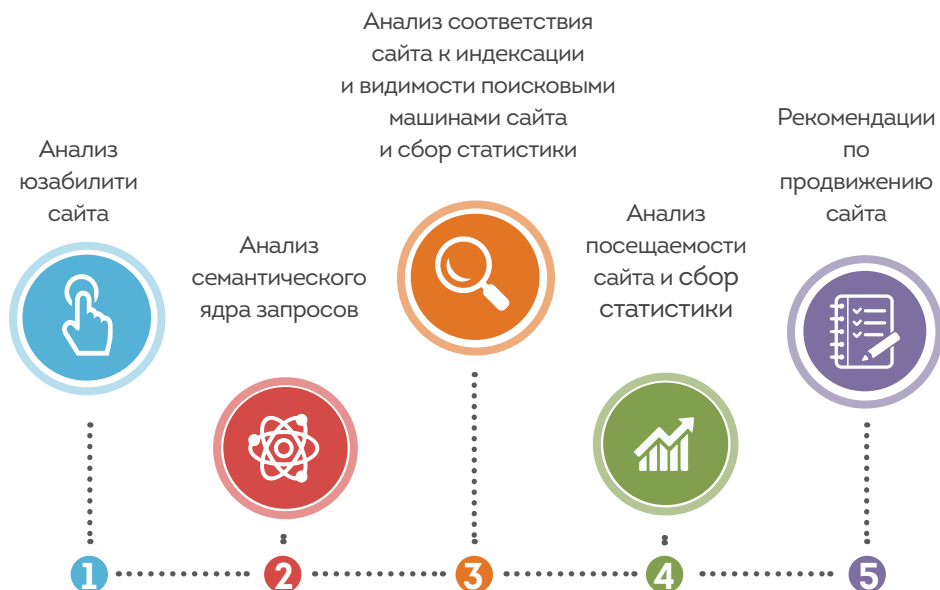 Анализ
юзабилити
сайта
Анализ
семантического
ядра запросов
Анализ соответствия
сайта к индексации
и видимости поисковыми
машинами сайта
и сбор статистики
Анализ
посещаемости
сайта и сбор
статистики
Рекомендации
по
продвижению
сайта
1
2
3
4
5